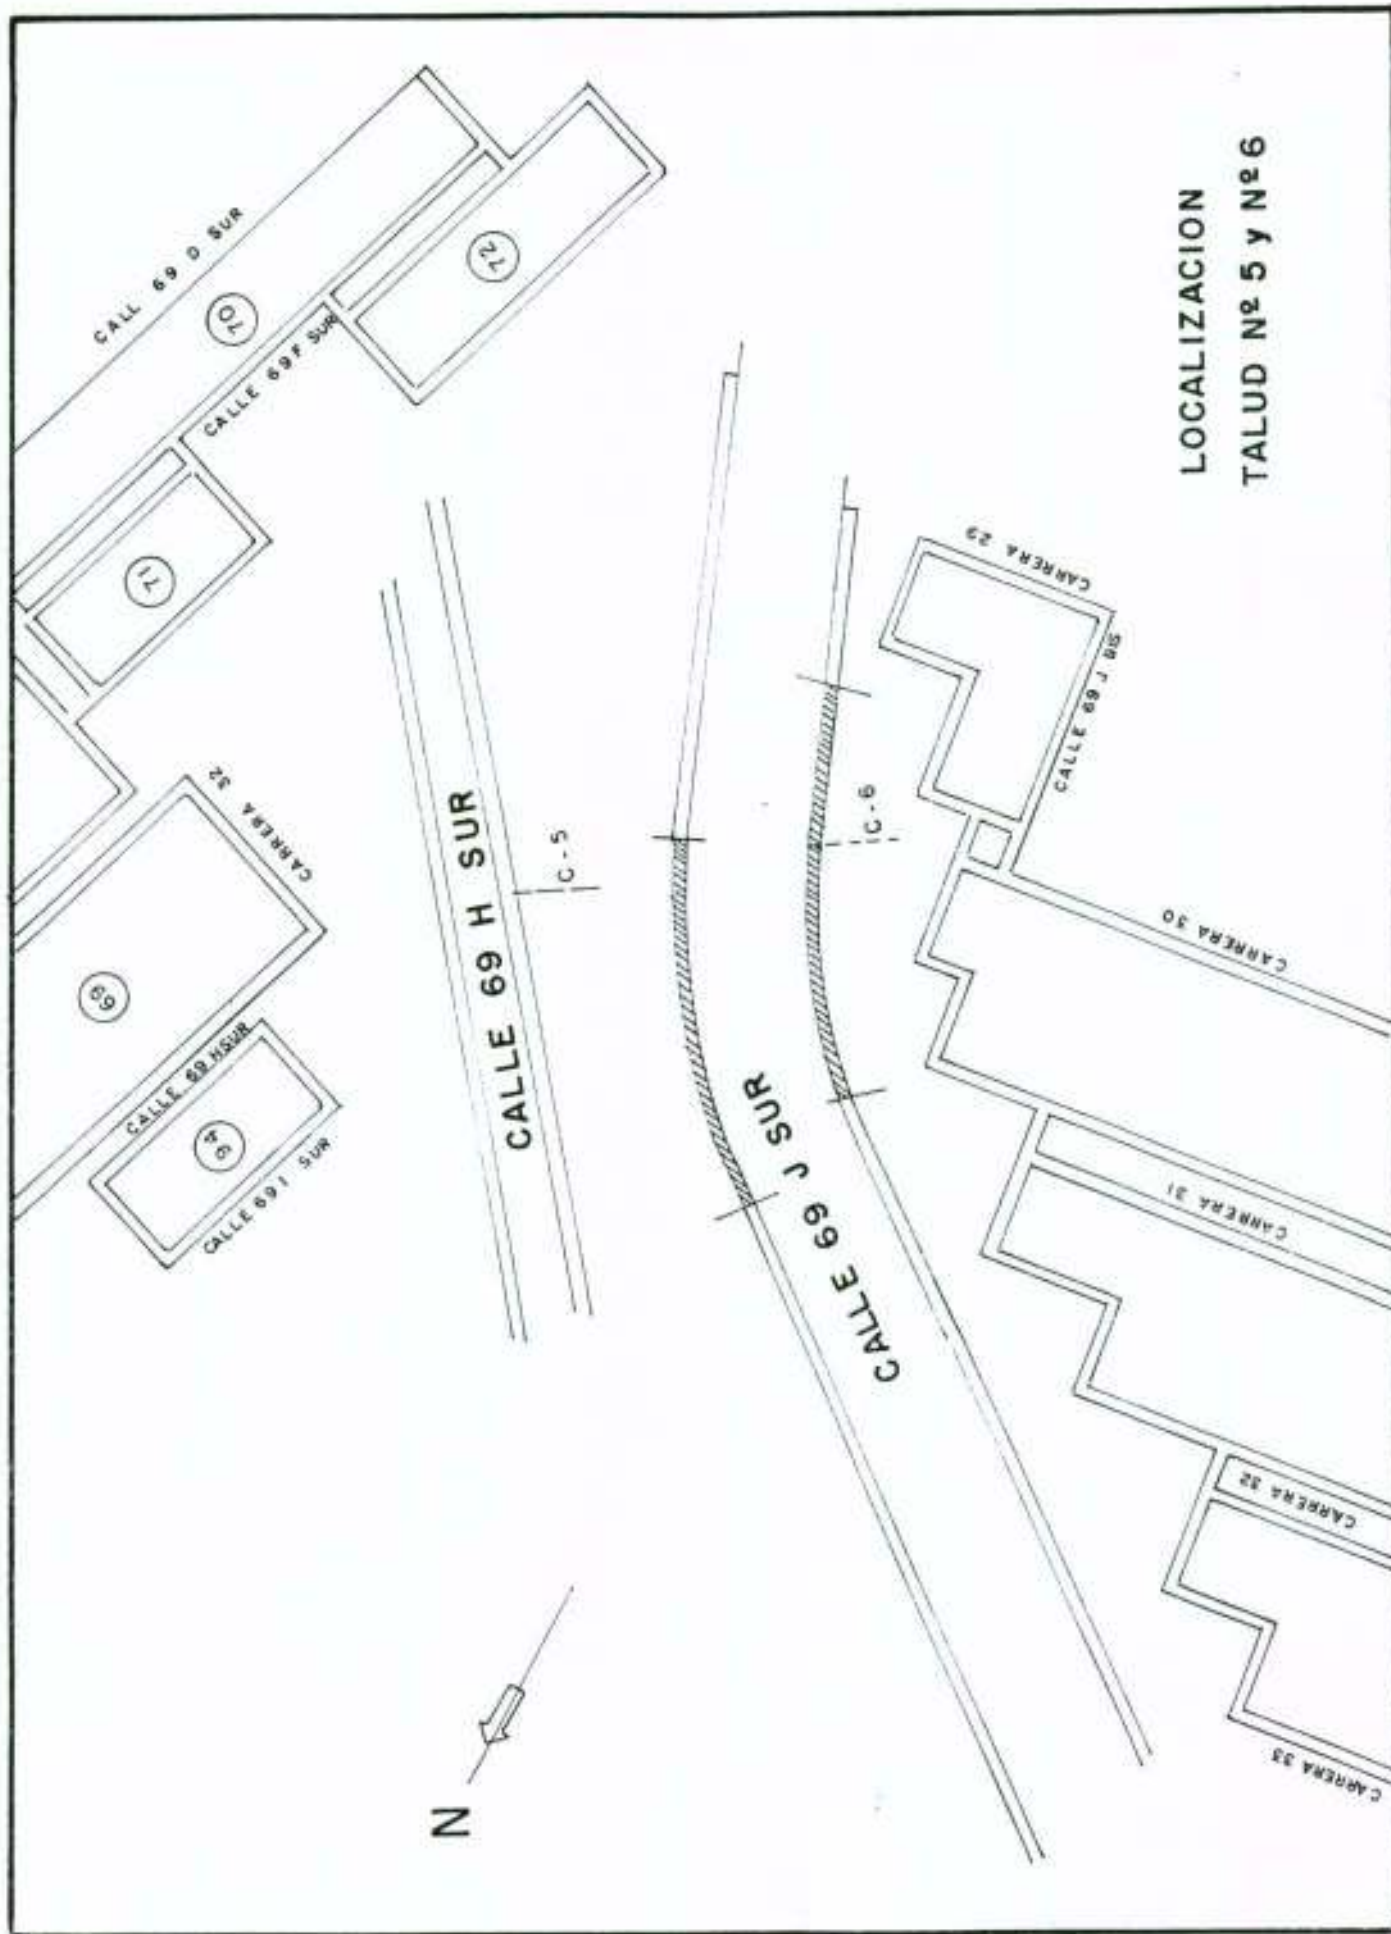 CALL 69 D SUR
70
72
CALLE 69 F SUR
71
CARRERA 32
69
CALLE 69 H SUR
94
CALLE 69 I SUR
CALLE 69 H SUR
C-5
CALLE 69 J SUR
C-6
CARRERA 29
CALLE 69 J BIS
CARRERA 30
CARRERA 31
CARRERA 32
CARRERA 33
N
LOCALIZACION
TALUD Nº 5 y Nº 6